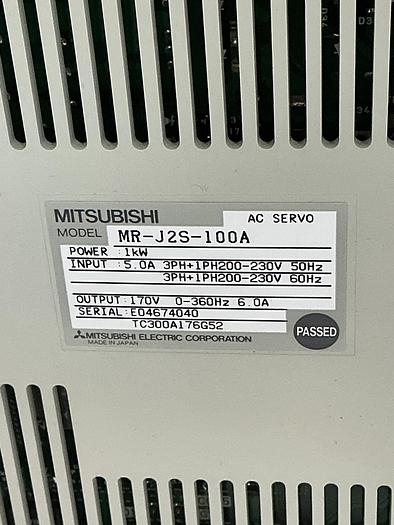 MITSUBISHI AC SERVO
MODEL MR-J2S-100A
POWER :1kW
INPUT :5.0A 3PH+1PH200-230V 50Hz
3PH+1PH200-230V 60Hz
OUTPUT:170V 0-360Hz 6.0A
SERIAL:E04674040
TC300A176G52
MITSUBISHI ELECTRIC CORPORATION
MADE IN JAPAN
PASSED